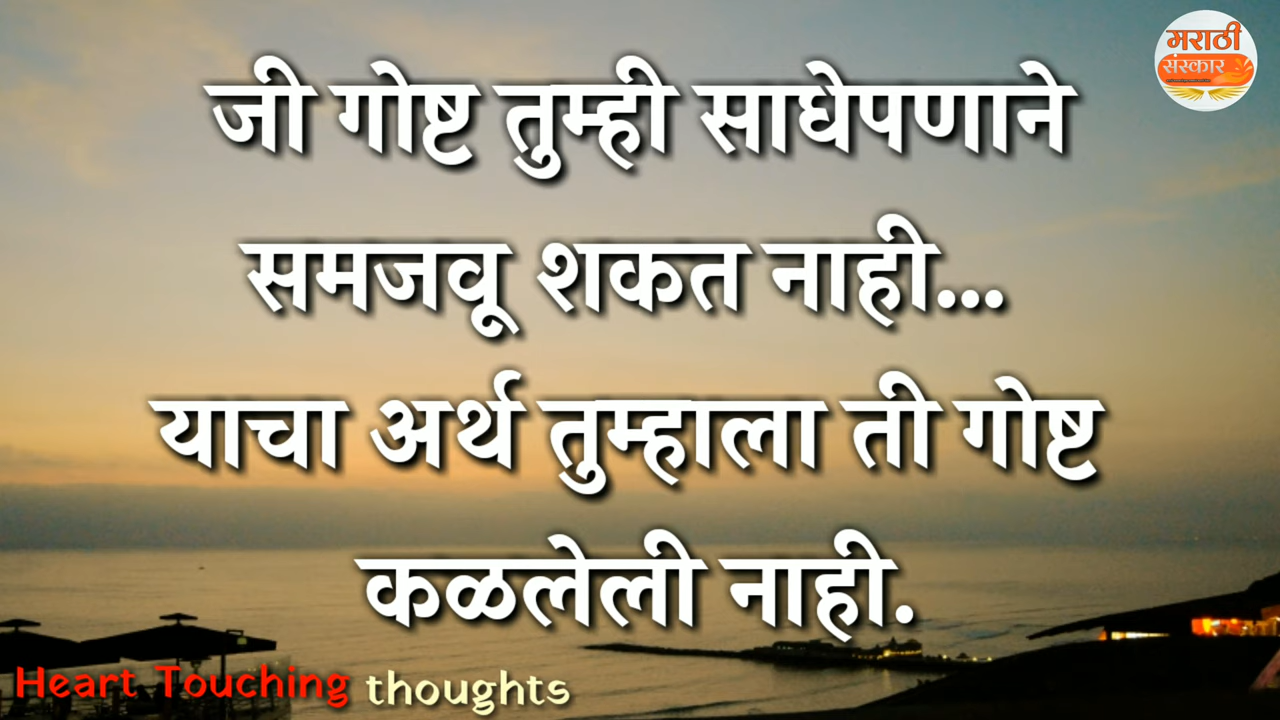 मराठी
संस्कार
जी गोष्ट तुम्ही साधेपणाने
समजवू शकत नाही...
याचा अर्थ तुम्हाला ती गोष्ट
कळलेली नाही.
Heart Touching thoughts